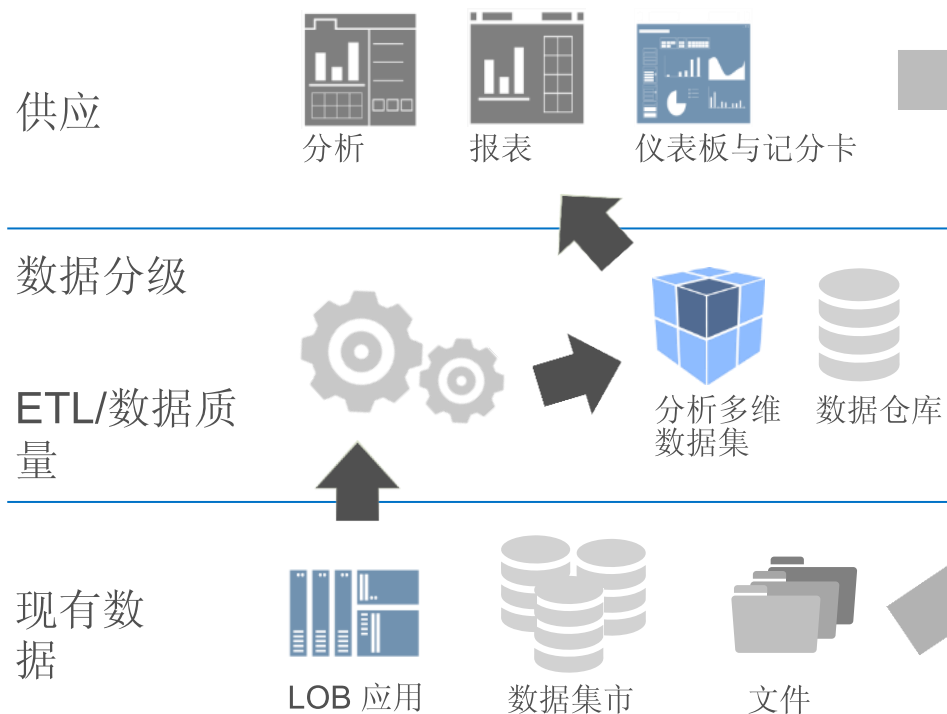 供应
分析
报表
仪表板与记分卡
数据分级
ETL/数据质
量
分析多维
数据集
数据仓库
现有数
据
LOB 应用
数据集市
文件